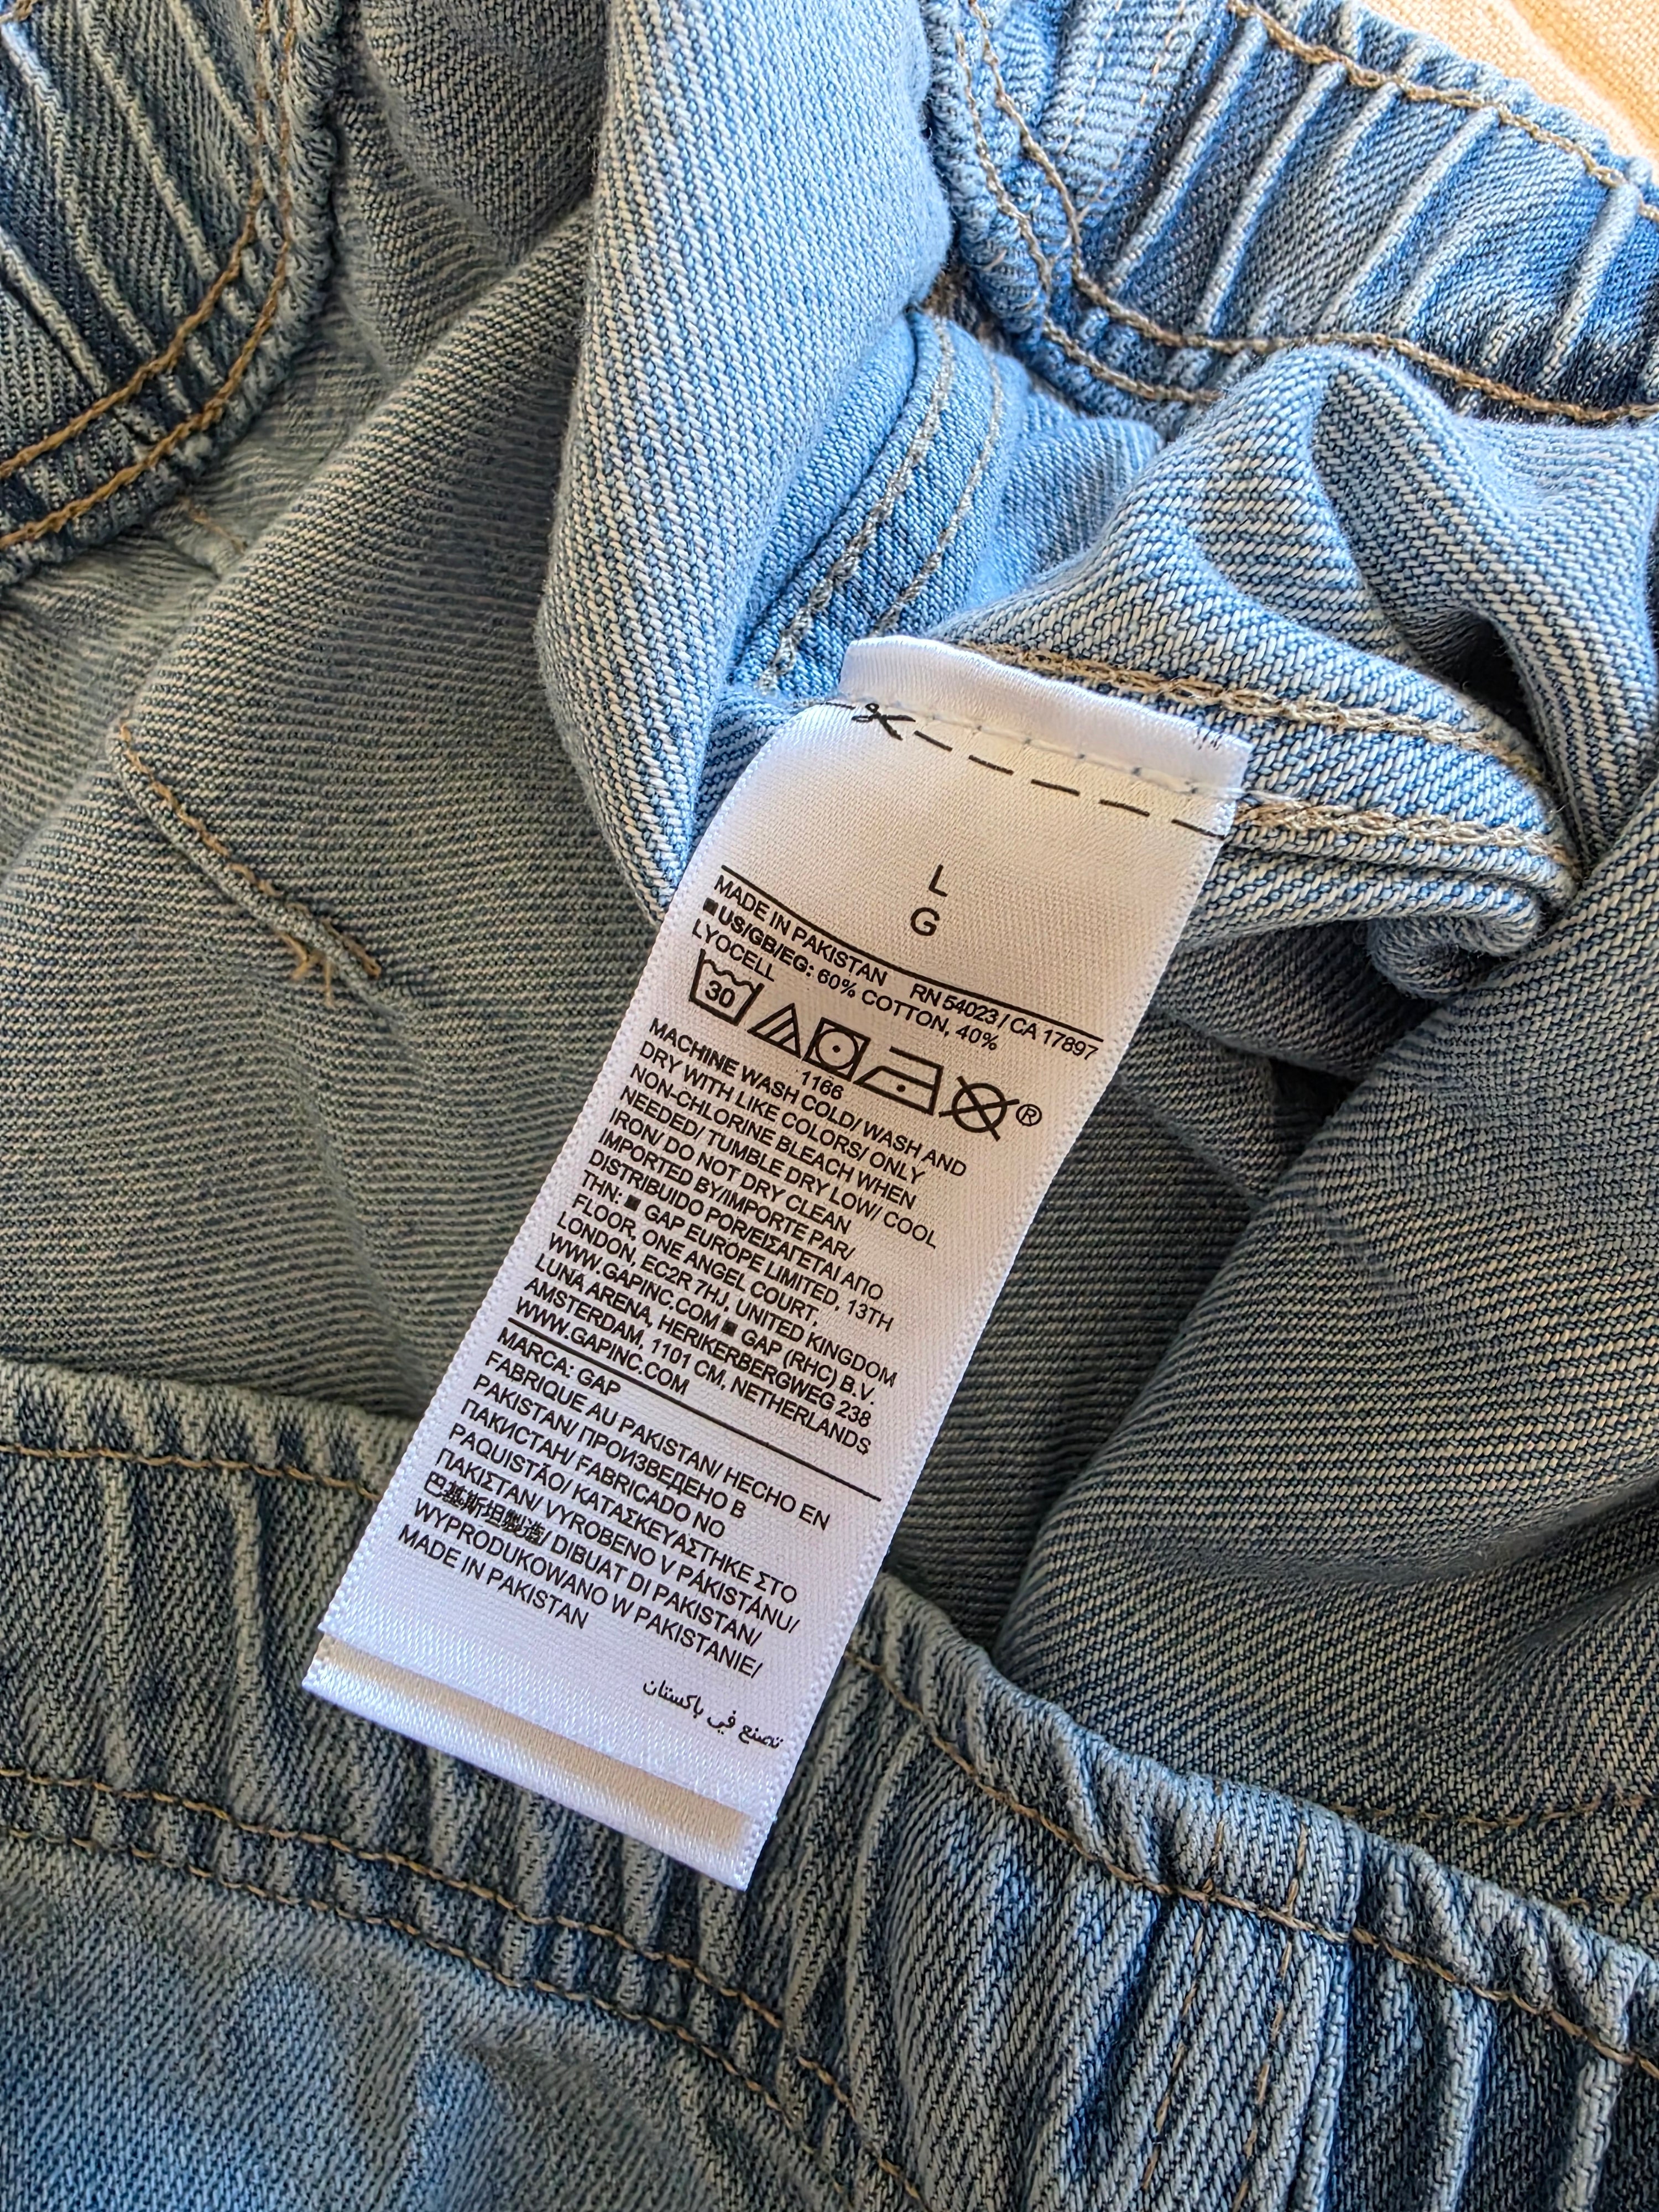 L
G
MADE IN PAKISTAN RN 54023 / CA 17897
■US/GB/EG: 60% COTTON, 40%
LYOCELL
30
®
1166
MACHINE WASH COLD/ WASH AND
DRY WITH LIKE COLORS/ ONLY
NON-CHLORINE BLEACH WHEN
NEEDED/ TUMBLE DRY LOW/ COOL
IRON/ DO NOT DRY CLEAN
IMPORTED BY/IMPORTE PAR/
DISTRIBUIDO POR/ΕΙΣΑΓΕΤΑΙ ΑΠΟ
THN: ■ GAP EUROPE LIMITED, 13TH
FLOOR, ONE ANGEL COURT,
LONDON, EC2R 7HJ, UNITED KINGDOM
WWW.GAPINC.COM ■ GAP (RHC) B.V.
LUNA ARENA, HERIKERBERGWEG 238
AMSTERDAM, 1101 CM, NETHERLANDS
WWW.GAPINC.COM
MARCA: GAP
FABRIQUE AU PAKISTAN/ HECHO EN
PAKISTAN/ ПРОИЗВЕДЕНО В
ПАКИСТАН/ FABRICADO NO
PAQUISTÃO/ ΚΑΤΑΣΚΕΥΑΣΤΗΚΕ ΣΤΟ
ΠΑΚΙΣΤΑΝ/ VYROBENO V PÁKISTÁNU/
巴基斯坦製造/ DIBUAT DI PAKISTAN/
WYPRODUKOWANO W PAKISTANIE/
MADE IN PAKISTAN
تصنع في باكستان